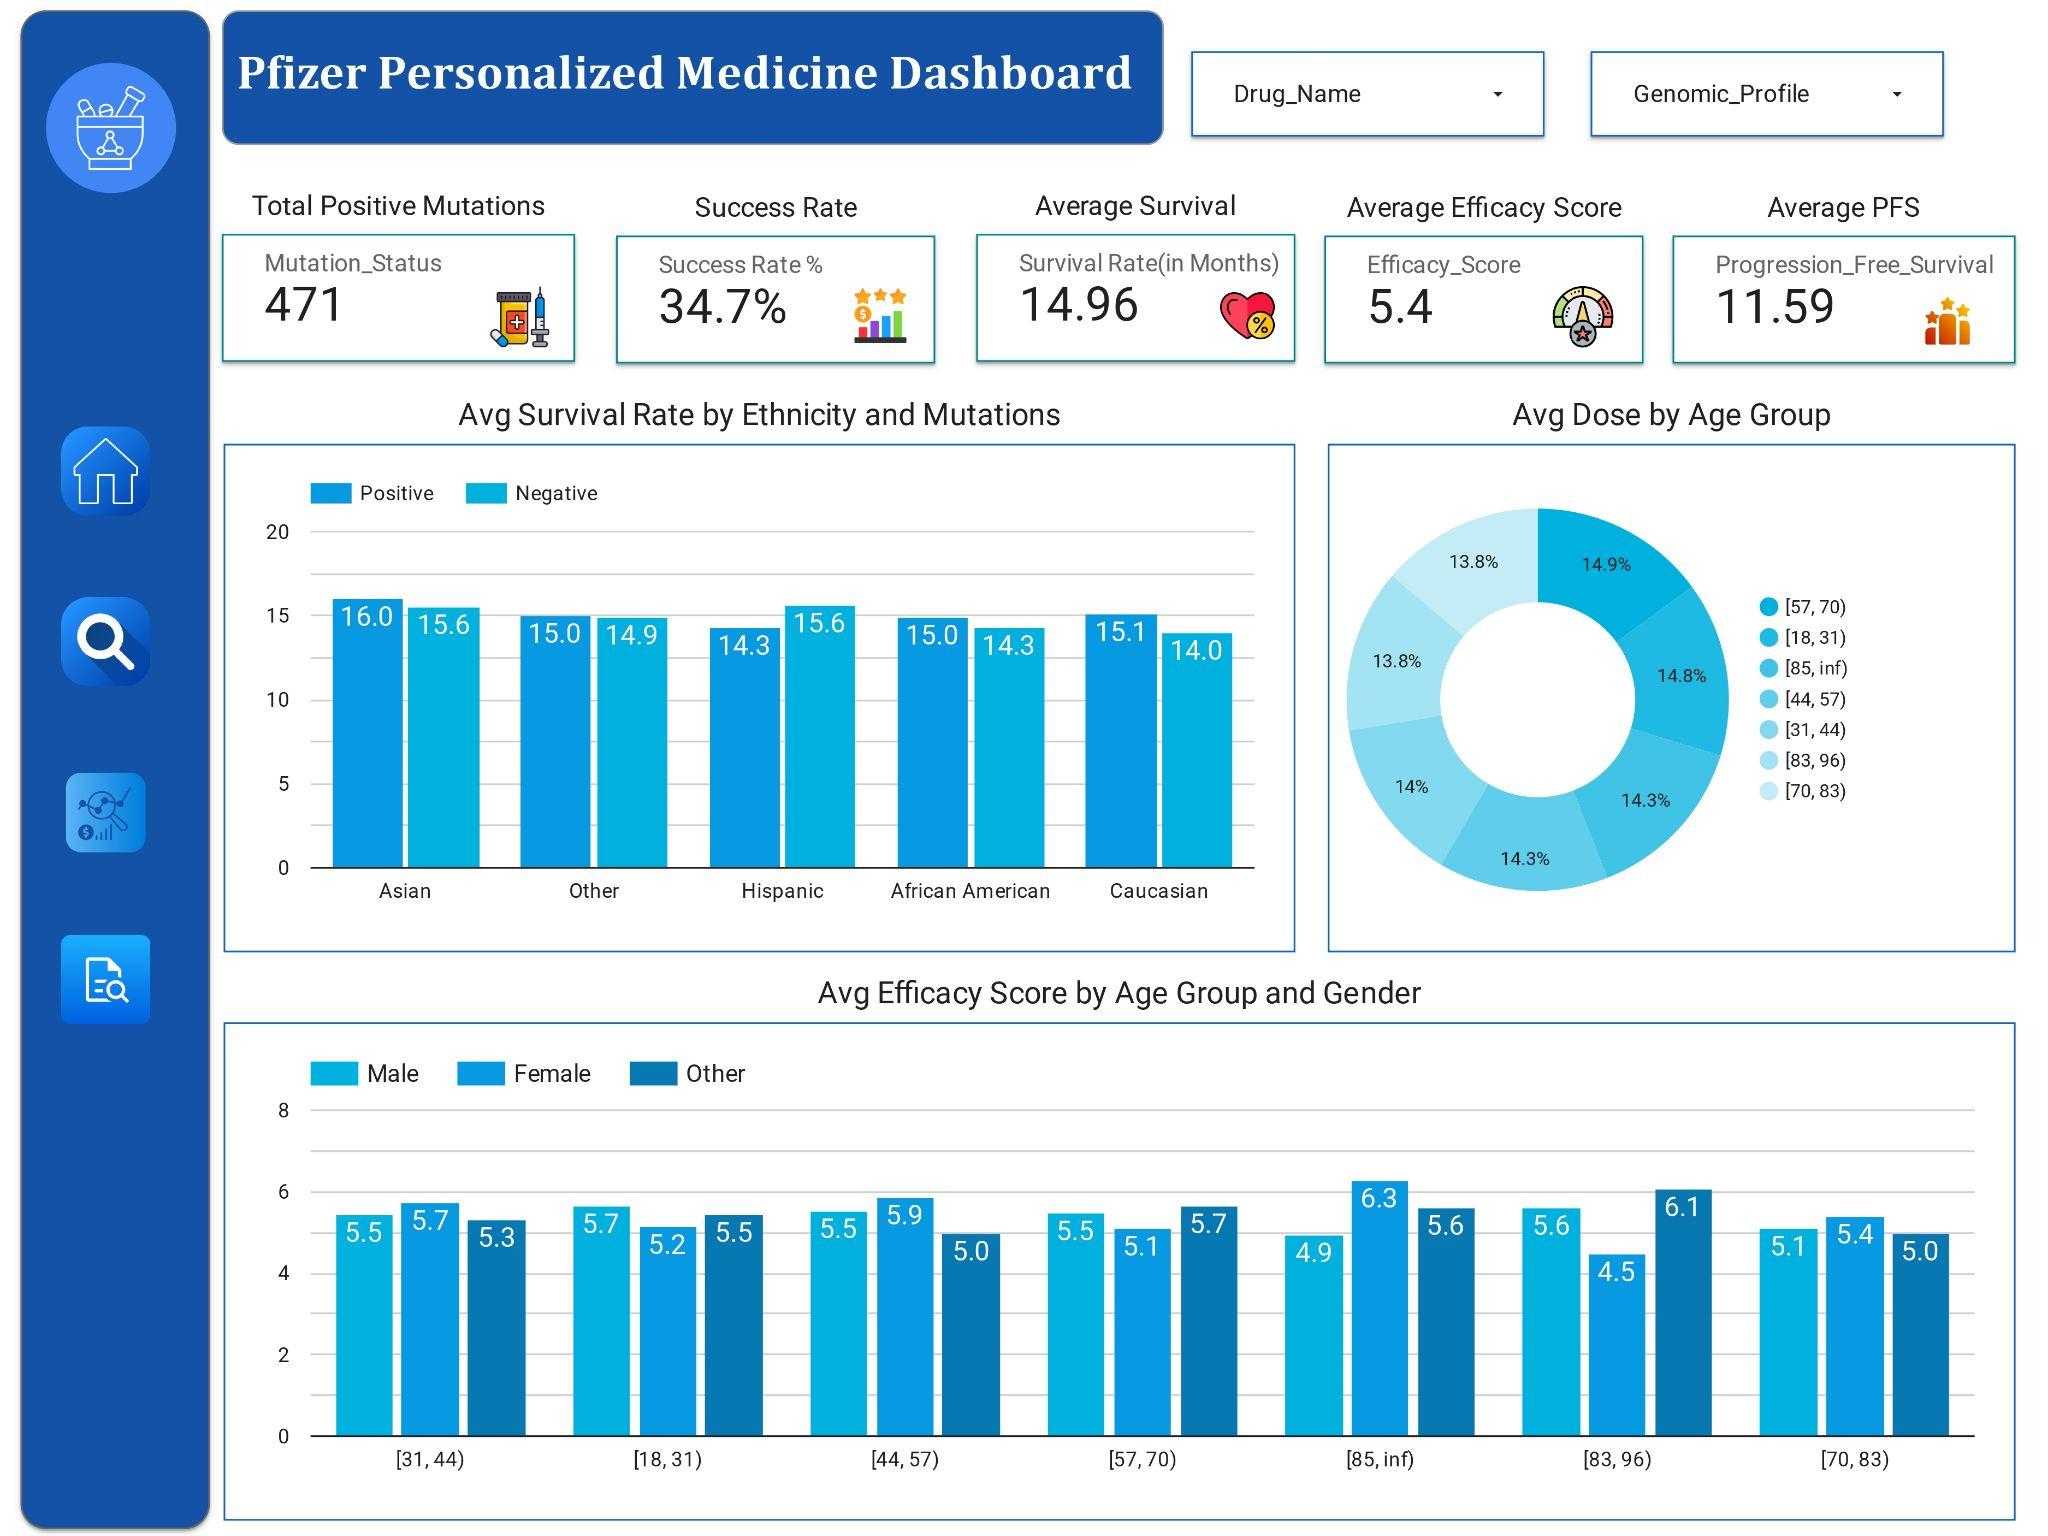 Pfizer Personalized Medicine Dashboard
Drug_Name
Genomic_Profile
Total Positive Mutations
Success Rate
Average Survival
Average Efficacy Score
Average PFS
Mutation_Status
471
Success Rate %
34.7%
Survival Rate(in Months)
14.96
Efficacy_Score
5.4
Progression_Free_Survival
11.59
Avg Survival Rate by Ethnicity and Mutations
Positive Negative
20
15
10
5
0
16.0 15.6 15.0 14.9 14.3 15.6 15.0 14.3 15.1 14.0
Asian Other Hispanic African American Caucasian
Avg Dose by Age Group
14.9%
14.8%
14.3%
14.3%
14%
13.8%
13.8%
[57, 70)
[18, 31)
[85, inf)
[44, 57)
[31, 44)
[83, 96)
[70, 83)
Avg Efficacy Score by Age Group and Gender
Male Female Other
8
6
4
2
0
5.5 5.7 5.3 5.7 5.2 5.5 5.5 5.9 5.0 5.5 5.1 5.7 4.9 6.3 5.6 5.6 4.5 6.1 5.1 5.4 5.0
[31, 44) [18, 31) [44, 57) [57, 70) [85, inf) [83, 96) [70, 83)